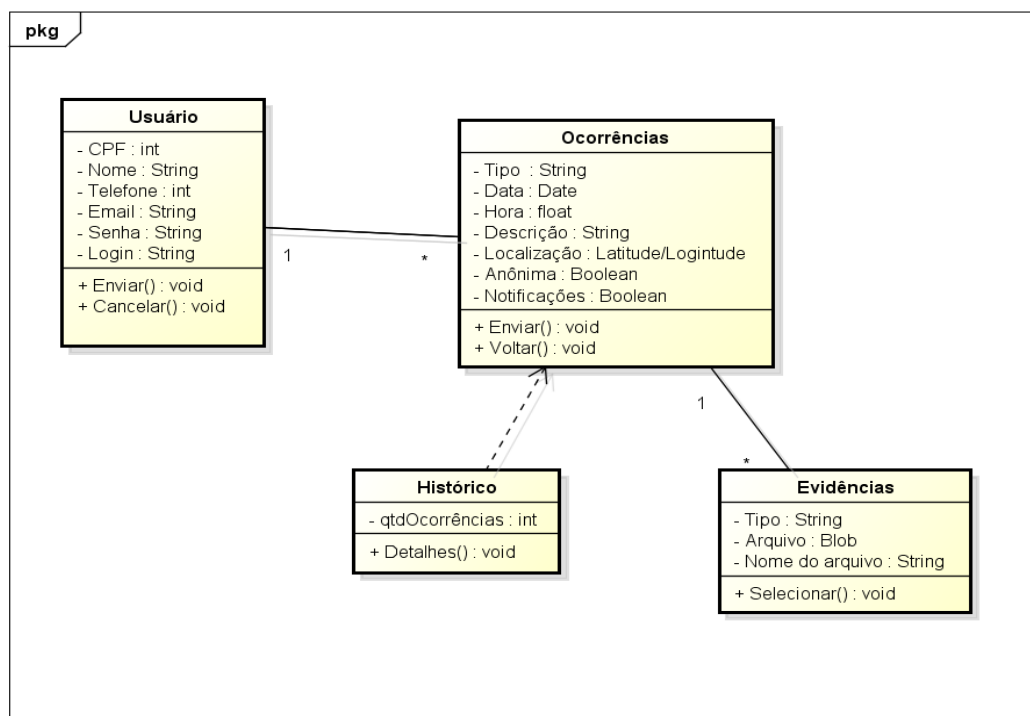 pkg
Usuário
- CPF : int
- Nome : String
- Telefone : int
- Email : String
- Senha : String
- Login : String
+ Enviar() : void
+ Cancelar() : void
1
*
Ocorrências
- Tipo : String
- Data : Date
- Hora : float
- Descrição : String
- Localização : Latitude/Logintude
- Anônima : Boolean
- Notificações : Boolean
+ Enviar() : void
+ Voltar() : void
1
*
Histórico
- qtdOcorrências : int
+ Detalhes() : void
Evidências
- Tipo : String
- Arquivo : Blob
- Nome do arquivo : String
+ Selecionar() : void